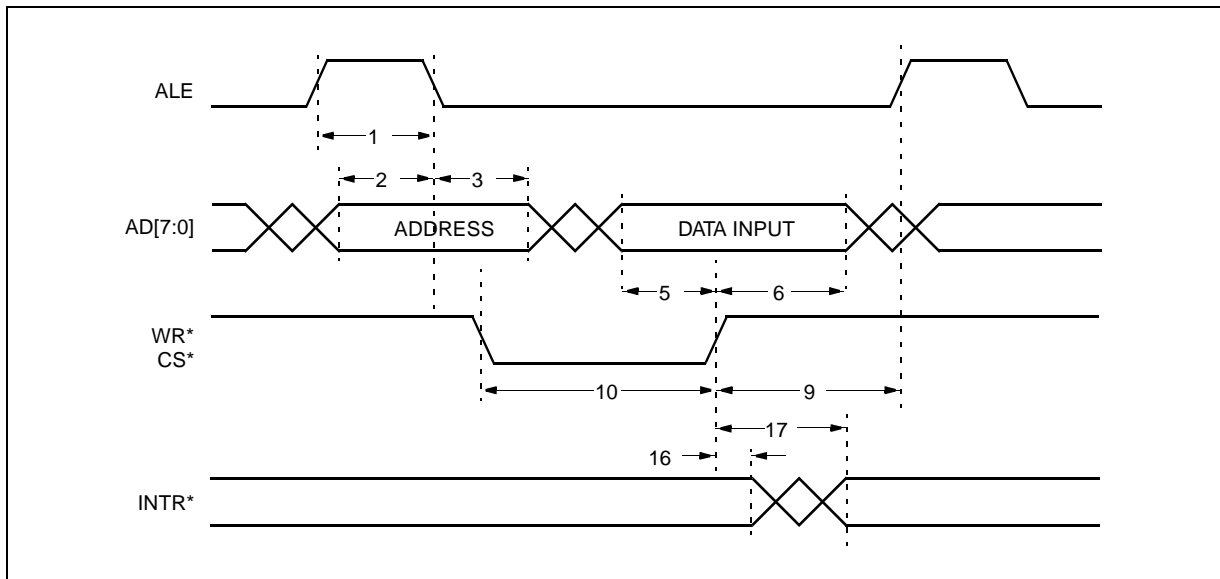 ALE
1
2
3
AD[7:0]
ADDRESS
DATA INPUT
5
6
WR*
CS*
10
9
17
16
INTR*